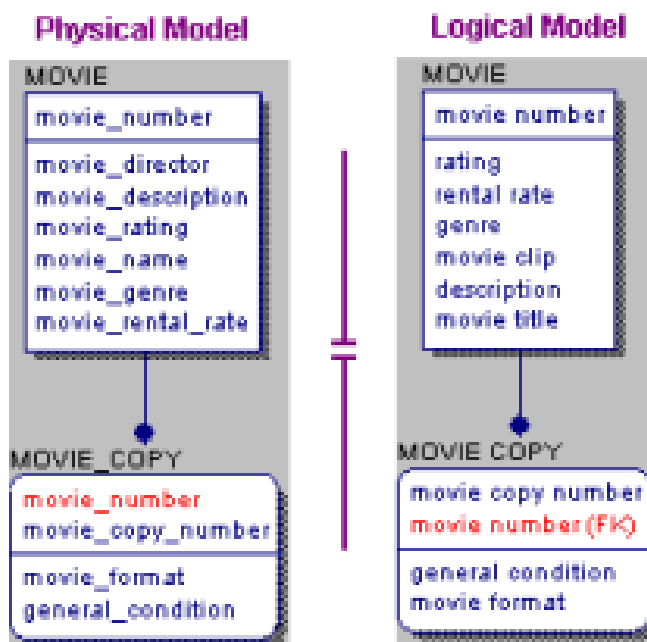 Physical Model
MOVIE
movie_number
movie_director
movie_description
movie_rating
movie_name
movie_genre
movie_rental_rate
MOVIE_COPY
movie_number
movie_copy_number
movie_format
general_condition
Logical Model
MOVIE
movie number
rating
rental rate
genre
movie clip
description
movie title
MOVIE COPY
movie copy number
movie number (FK)
general condition
movie format